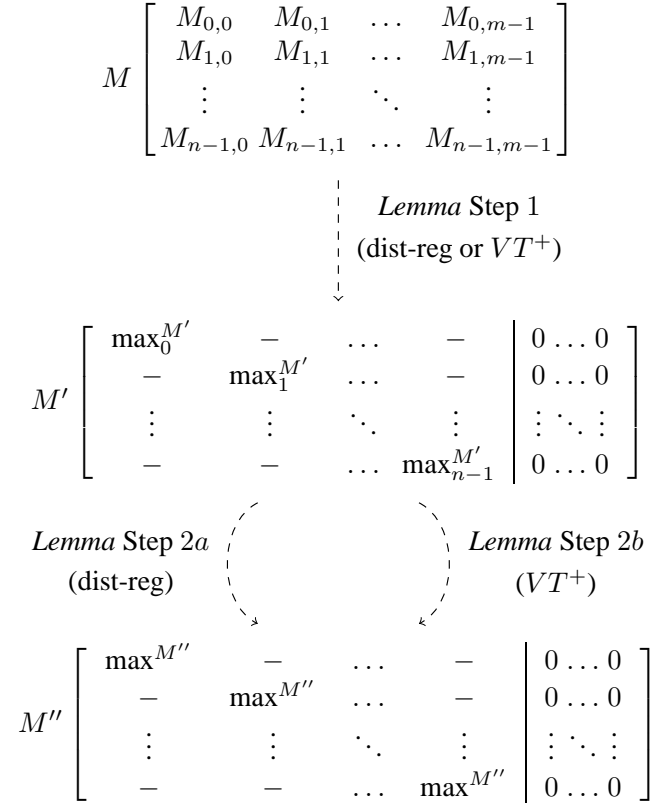 M [ M_{0,0} M_{0,1} … M_{0,m−1}
M_{1,0} M_{1,1} … M_{1,m−1}
⋮ ⋮ ⋱ ⋮
M_{n−1,0} M_{n−1,1} … M_{n−1,m−1} ]
Lemma Step 1
(dist-reg or VT^+)
M′ [ max_0^{M′} − … − | 0 … 0
− max_1^{M′} … − | 0 … 0
⋮ ⋮ ⋱ ⋮ | ⋮ ⋱ ⋮
− − … max_{n−1}^{M′} | 0 … 0 ]
Lemma Step 2a
(dist-reg)
Lemma Step 2b
(VT^+)
M″ [ max^{M″} − … − | 0 … 0
− max^{M″} … − | 0 … 0
⋮ ⋮ ⋱ ⋮ | ⋮ ⋱ ⋮
− − … max^{M″} | 0 … 0 ]